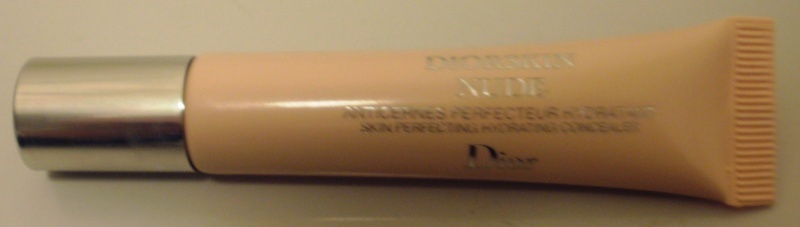 DIORSKIN
NUDE
ANTICERNES PERFECTEUR HYDRATANT
SKIN PERFECTING HYDRATING CONCEALER
Dior